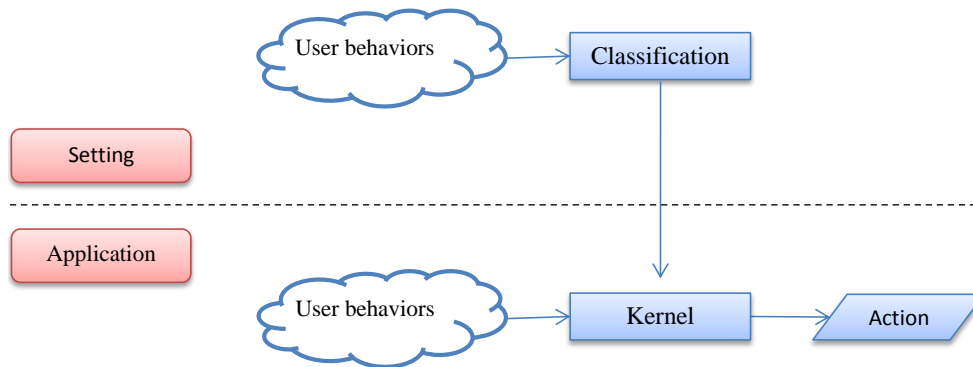 User behaviors
Classification
Setting
Application
User behaviors
Kernel
Action